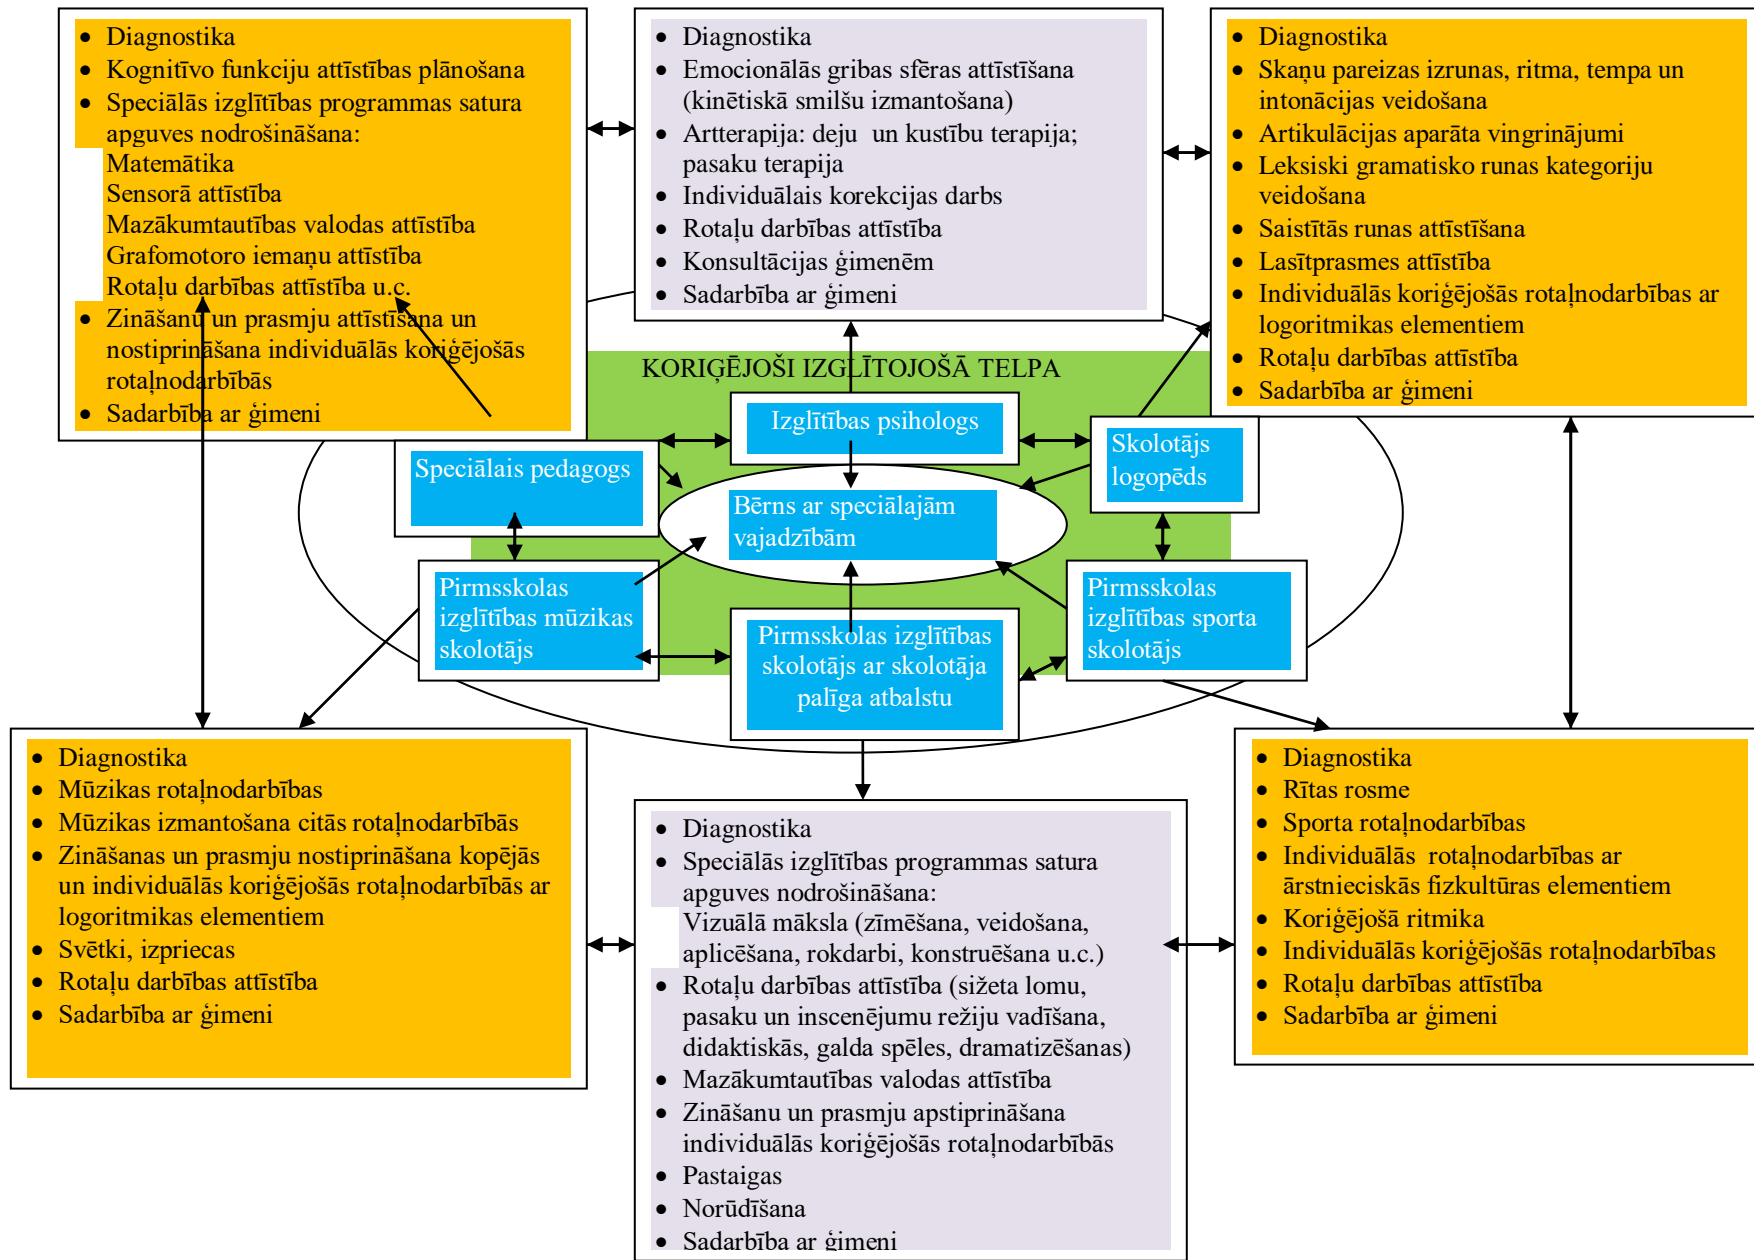 • Diagnostika
• Kognitīvo funkciju attīstības plānošana
• Speciālās izglītības programmas satura
apguves nodrošināšana:
Matemātika
Sensorā attīstība
Mazākumtautības valodas attīstība
Grafomotoro iemaņu attīstība
Rotaļu darbības attīstība u.c.
• Zināšanu un prasmju attīstīšana un
nostiprināšana individuālās koriģējošās
rotaļnodarbībās
• Sadarbība ar ģimeni
• Diagnostika
• Emocionālās gribas sfēras attīstīšana
(kinētiskā smilšu izmantošana)
• Artterapija: deju un kustību terapija;
pasaku terapija
• Individuālais korekcijas darbs
• Rotaļu darbības attīstība
• Konsultācijas ģimenēm
• Sadarbība ar ģimeni
• Diagnostika
• Skaņu pareizas izrunas, ritma, tempa un
intonācijas veidošana
• Artikulācijas aparāta vingrinājumi
• Leksiski gramatisko runas kategoriju
veidošana
• Saistītās runas attīstīšana
• Lasītprasmes attīstība
• Individuālās koriģējošās rotaļnodarbības ar
logoritmikas elementiem
• Rotaļu darbības attīstība
• Sadarbība ar ģimeni
KORIĢĒJOŠI IZGLĪTOJOŠĀ TELPA
Izglītības psihologs
Speciālais pedagogs
Skolotājs
logopēds
Bērns ar speciālajām
vajadzībām
Pirmsskolas
izglītības mūzikas
skolotājs
Pirmsskolas izglītības
skolotājs ar skolotāja
palīga atbalstu
Pirmsskolas
izglītības sporta
skolotājs
• Diagnostika
• Mūzikas rotaļnodarbības
• Mūzikas izmantošana citās rotaļnodarbībās
• Zināšanas un prasmju nostiprināšana kopējās
un individuālās koriģējošās rotaļnodarbībās ar
logoritmikas elementiem
• Svētki, izpriecas
• Rotaļu darbības attīstība
• Sadarbība ar ģimeni
• Diagnostika
• Speciālās izglītības programmas satura
apguves nodrošināšana:
Vizuālā māksla (zīmēšana, veidošana,
aplicēšana, rokdarbi, konstruēšana u.c.)
• Rotaļu darbības attīstība (sižeta lomu,
pasaku un inscenējumu režiju vadīšana,
didaktiskās, galda spēles, dramatizēšanas)
• Mazākumtautības valodas attīstība
• Zināšanu un prasmju apstiprināšana
individuālās koriģējošās rotaļnodarbībās
• Pastaigas
• Norūdīšana
• Sadarbība ar ģimeni
• Diagnostika
• Rītas rosme
• Sporta rotaļnodarbības
• Individuālās rotaļnodarbības ar
ārstnieciskās fizkultūras elementiem
• Koriģējošā ritmika
• Individuālās koriģējošās rotaļnodarbības
• Rotaļu darbības attīstība
• Sadarbība ar ģimeni